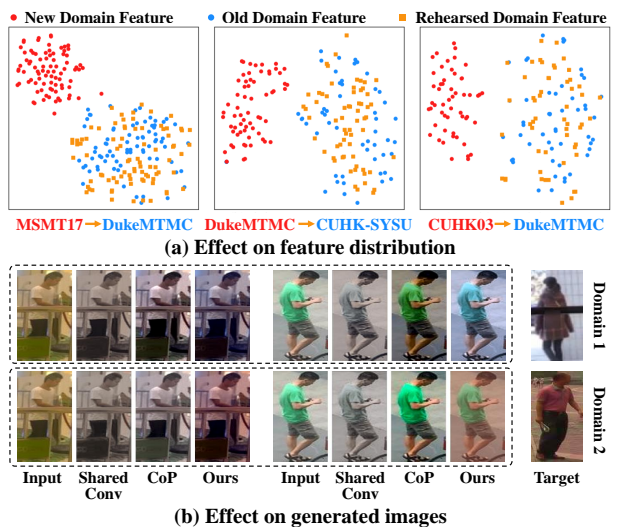 New Domain Feature Old Domain Feature Rehearsed Domain Feature
MSMT17→DukeMTMC DukeMTMC→CUHK-SYSU CUHK03→DukeMTMC
(a) Effect on feature distribution
Domain 1
Domain 2
Input Shared Conv CoP Ours Input Shared Conv CoP Ours Target
(b) Effect on generated images